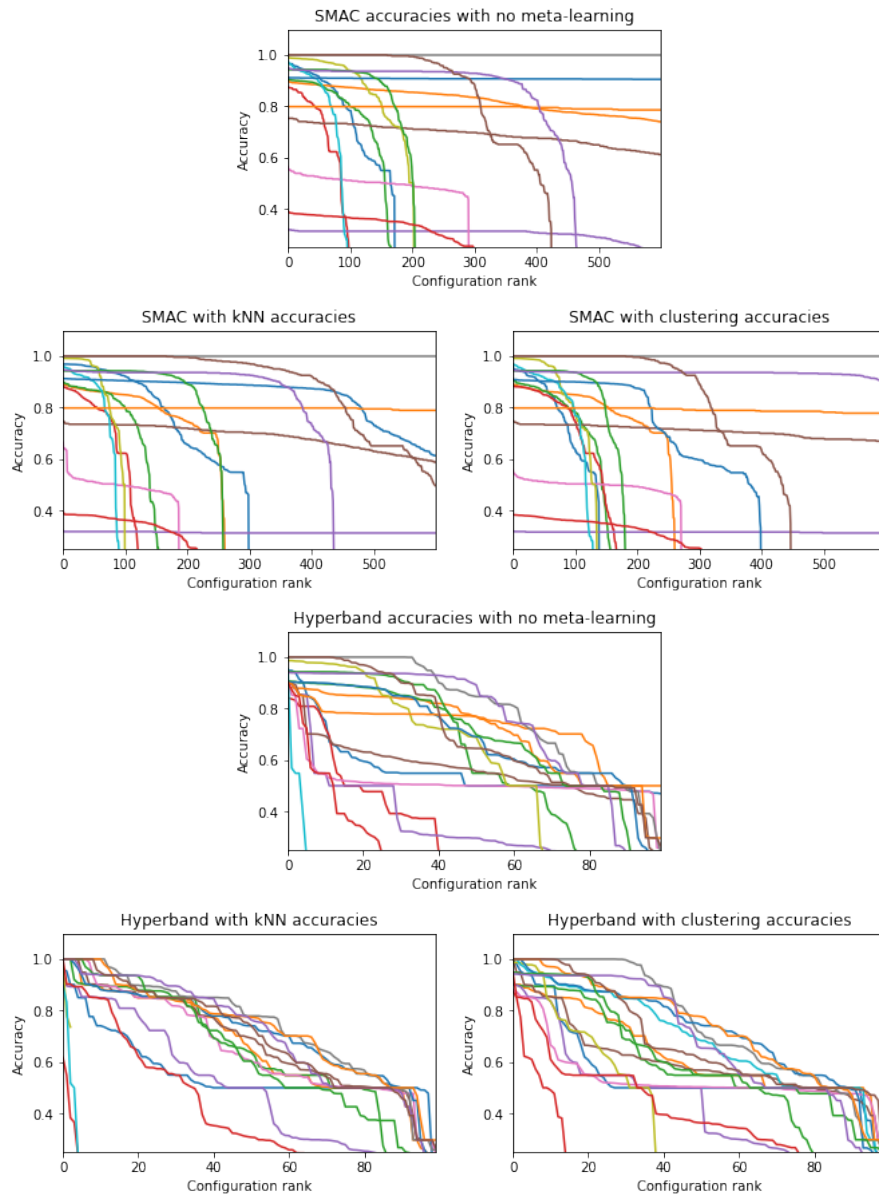 SMAC accuracies with no meta-learning
1.0
0.8
0.6
0.4
Accuracy
0 100 200 300 400 500
Configuration rank
SMAC with kNN accuracies
1.0
0.8
0.6
0.4
Accuracy
0 100 200 300 400 500
Configuration rank
SMAC with clustering accuracies
1.0
0.8
0.6
0.4
Accuracy
0 100 200 300 400 500
Configuration rank
Hyperband accuracies with no meta-learning
1.0
0.8
0.6
0.4
Accuracy
0 20 40 60 80
Configuration rank
Hyperband with kNN accuracies
1.0
0.8
0.6
0.4
Accuracy
0 20 40 60 80
Configuration rank
Hyperband with clustering accuracies
1.0
0.8
0.6
0.4
Accuracy
0 20 40 60 80
Configuration rank